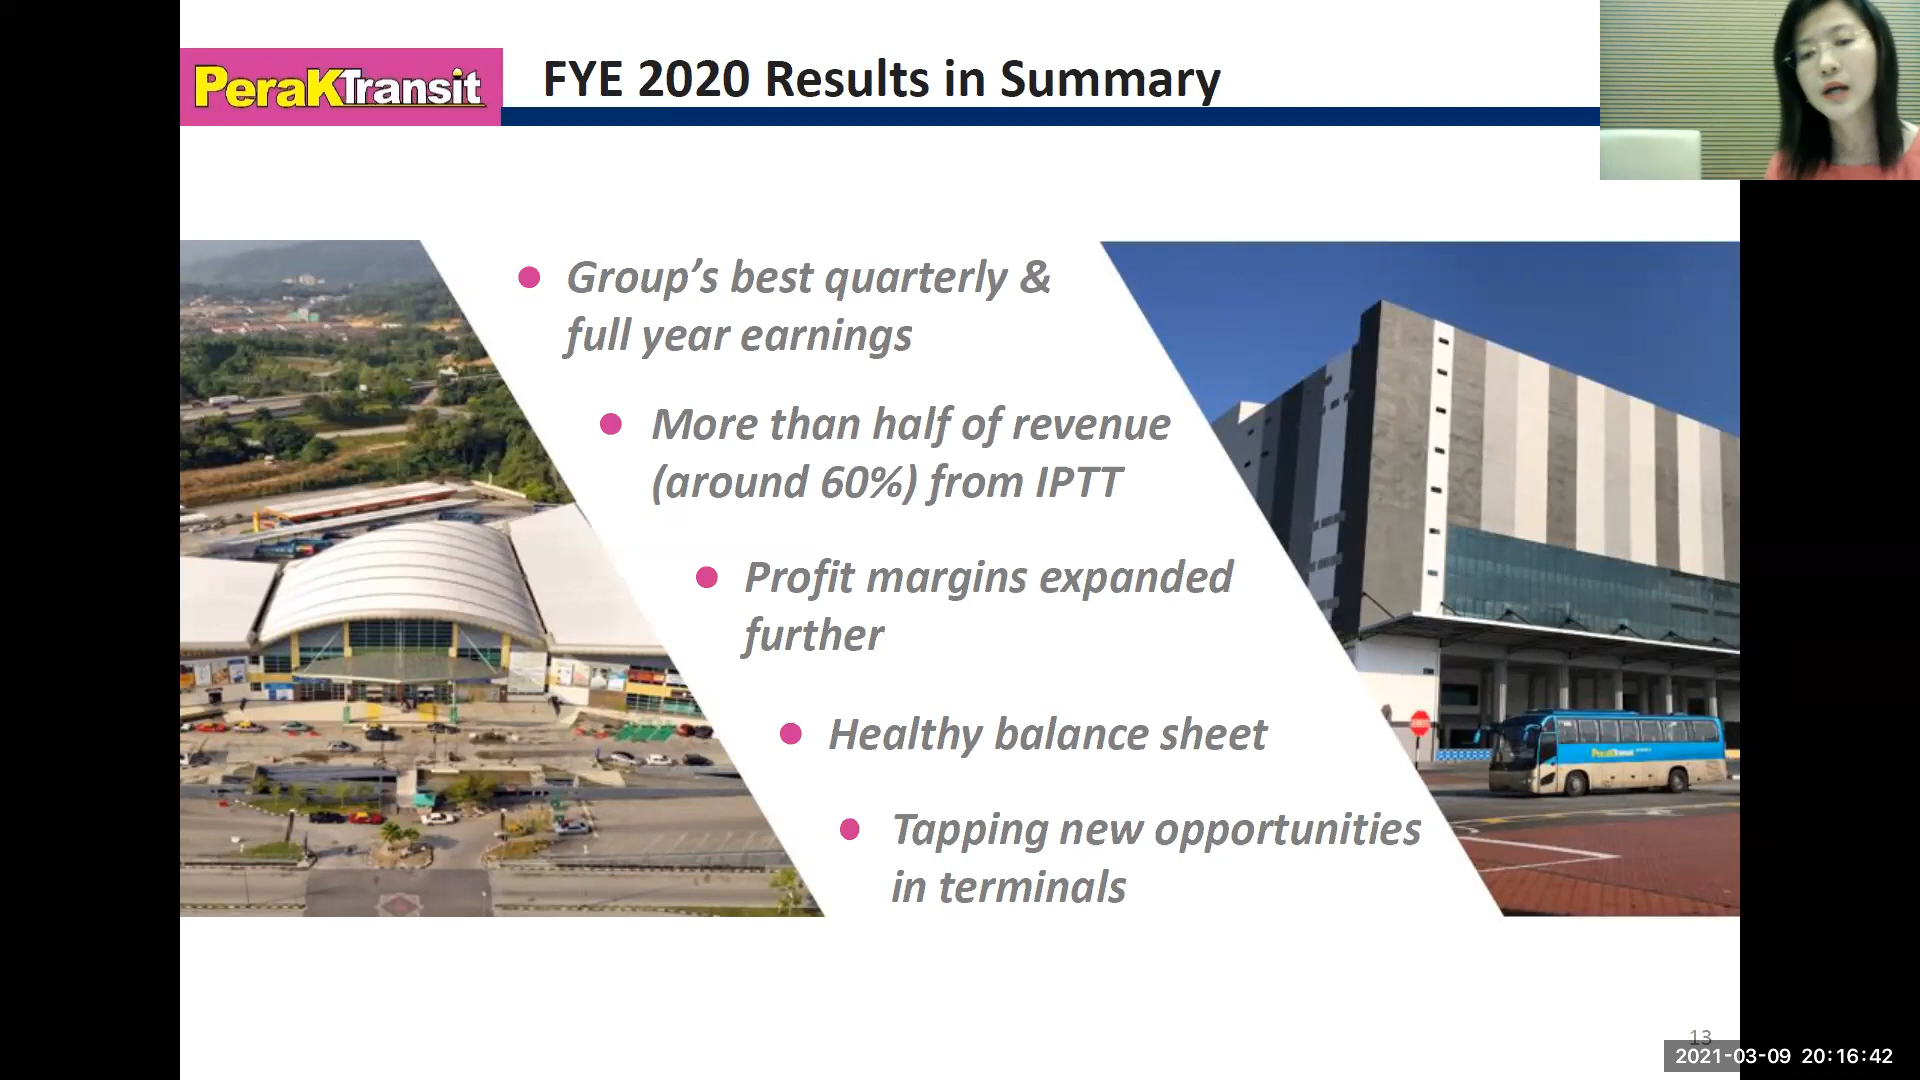 PeraKTransit
FYE 2020 Results in Summary
Group’s best quarterly &
full year earnings
More than half of revenue
(around 60%) from IPTT
Profit margins expanded
further
Healthy balance sheet
Tapping new opportunities
in terminals
PerakTransit
13
2021-03-09 20:16:42